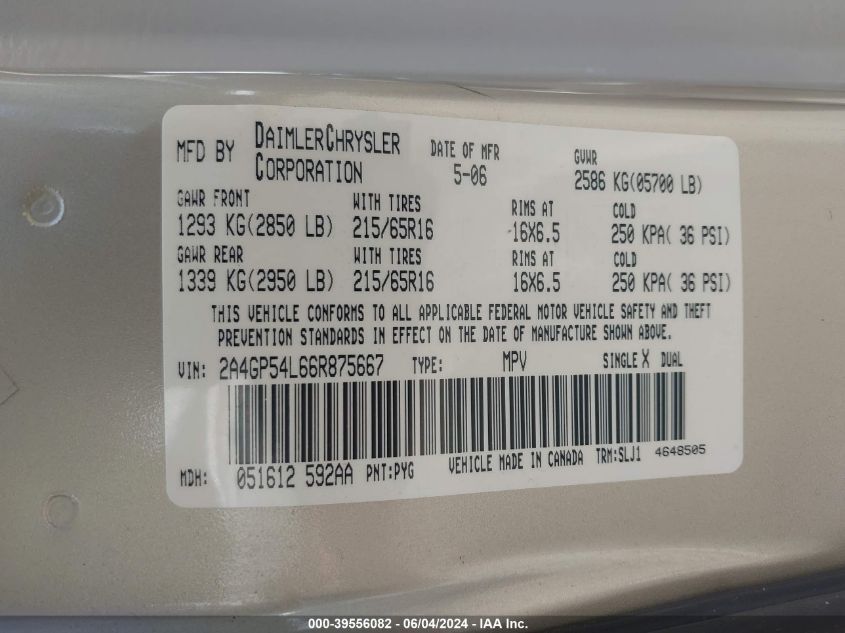 MFD BY DAIMLERCHRYSLER CORPORATION DATE OF MFR 5-06 GVWR 2586 KG(05700 LB)
GAWR FRONT WITH TIRES RIMS AT COLD
1293 KG(2850 LB) 215/65R16 16X6.5 250 KPA( 36 PSI)
GAWR REAR WITH TIRES RIMS AT COLD
1339 KG(2950 LB) 215/65R16 16X6.5 250 KPA( 36 PSI)
THIS VEHICLE CONFORMS TO ALL APPLICABLE FEDERAL MOTOR VEHICLE SAFETY AND THEFT
PREVENTION STANDARDS IN EFFECT ON THE DATE OF MANUFACTURE SHOWN ABOVE.
VIN: 2A4GP54L66R875667 TYPE: MPV SINGLE X DUAL
MDH: 051612 592AA PNT:PYG VEHICLE MADE IN CANADA TRM:SLJ1 4648505
000-39556082 - 06/04/2024 - IAA Inc.